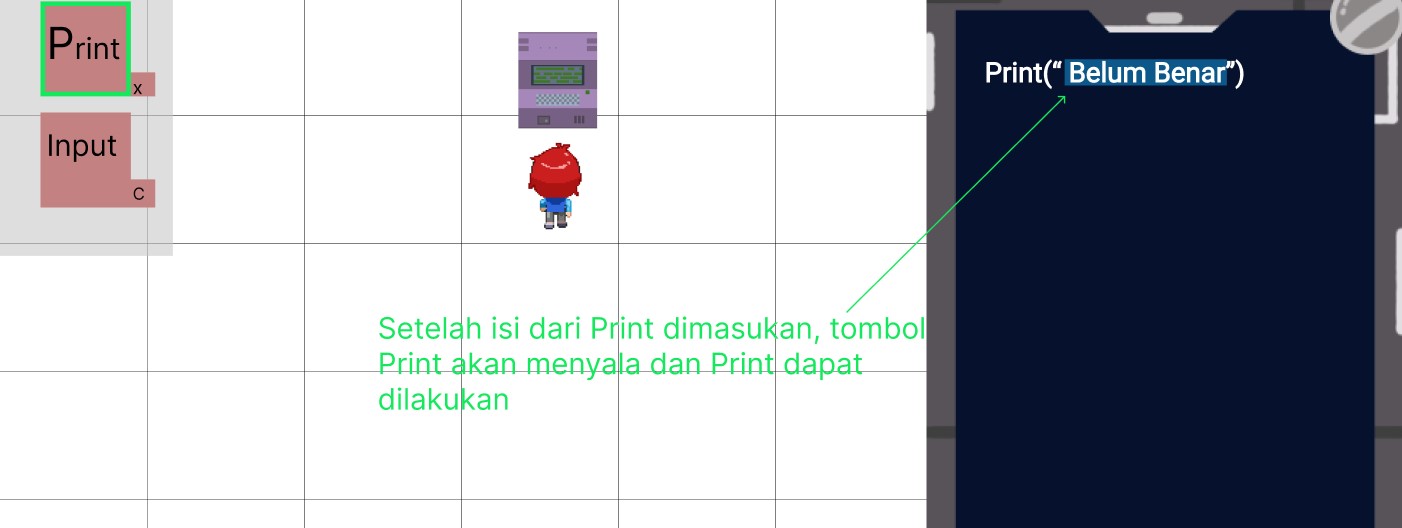 Print
x
Input
C
Print(“ Belum Benar”)
Setelah isi dari Print dimasukan, tombol
Print akan menyala dan Print dapat
dilakukan